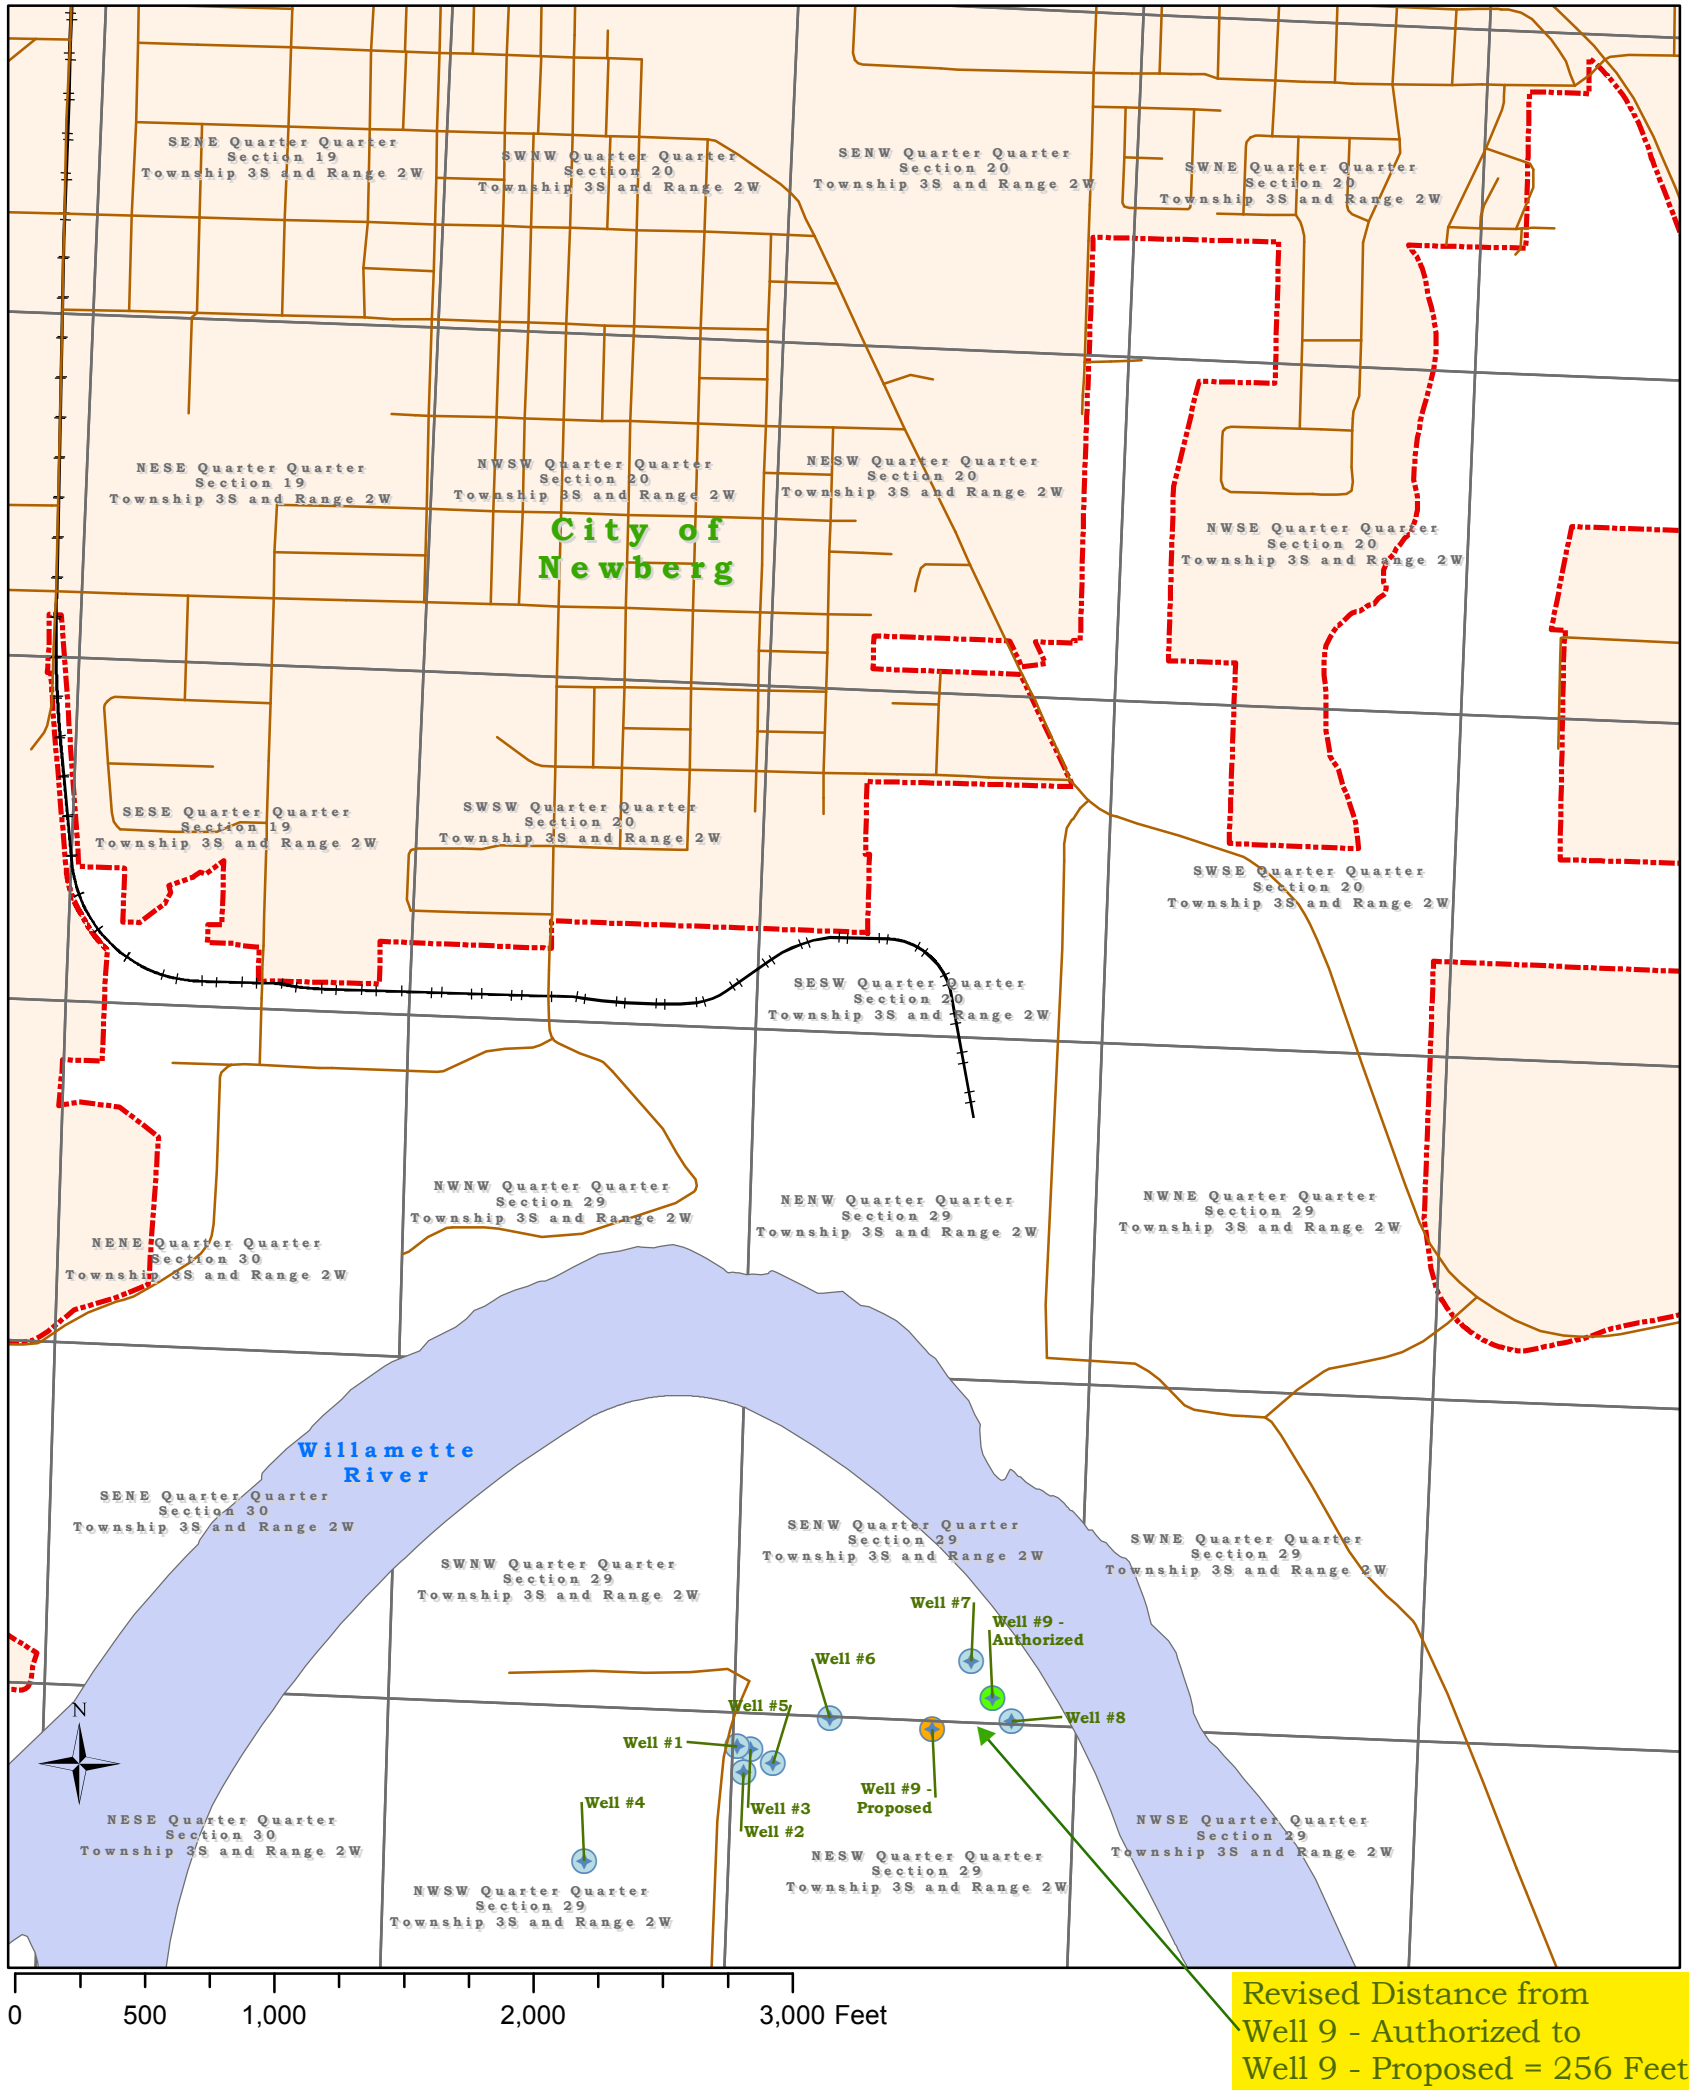 SENE Quarter Quarter
Section 19
Township 3S and Range 2W
SWNW Quarter Quarter
Section 20
Township 3S and Range 2W
SENW Quarter Quarter
Section 20
Township 3S and Range 2W
SWNE Quarter Quarter
Section 20
Township 3S and Range 2W
NESE Quarter Quarter
Section 19
Township 3S and Range 2W
NWSW Quarter Quarter
Section 20
Township 3S and Range 2W
NESW Quarter Quarter
Section 20
Township 3S and Range 2W
NWSE Quarter Quarter
Section 20
Township 3S and Range 2W
City of
Newberg
SESE Quarter Quarter
Section 19
Township 3S and Range 2W
SWSW Quarter Quarter
Section 20
Township 3S and Range 2W
SWSE Quarter Quarter
Section 20
Township 3S and Range 2W
SESW Quarter Quarter
Section 20
Township 3S and Range 2W
NENE Quarter Quarter
Section 30
Township 3S and Range 2W
NWNW Quarter Quarter
Section 29
Township 3S and Range 2W
NENW Quarter Quarter
Section 29
Township 3S and Range 2W
NWNE Quarter Quarter
Section 29
Township 3S and Range 2W
Willamette
River
SENE Quarter Quarter
Section 30
Township 3S and Range 2W
SWNW Quarter Quarter
Section 29
Township 3S and Range 2W
SENW Quarter Quarter
Section 29
Township 3S and Range 2W
SWNE Quarter Quarter
Section 29
Township 3S and Range 2W
Well #7
Well #9 -
Authorized
Well #6
Well #5
Well #8
Well #1
N
Well #9 -
Proposed
Well #4
Well #3
Well #2
NESE Quarter Quarter
Section 30
Township 3S and Range 2W
NWSW Quarter Quarter
Section 29
Township 3S and Range 2W
NESW Quarter Quarter
Section 29
Township 3S and Range 2W
NWSE Quarter Quarter
Section 29
Township 3S and Range 2W
0 500 1,000 2,000 3,000 Feet
Revised Distance from
Well 9 - Authorized to
Well 9 - Proposed = 256 Feet